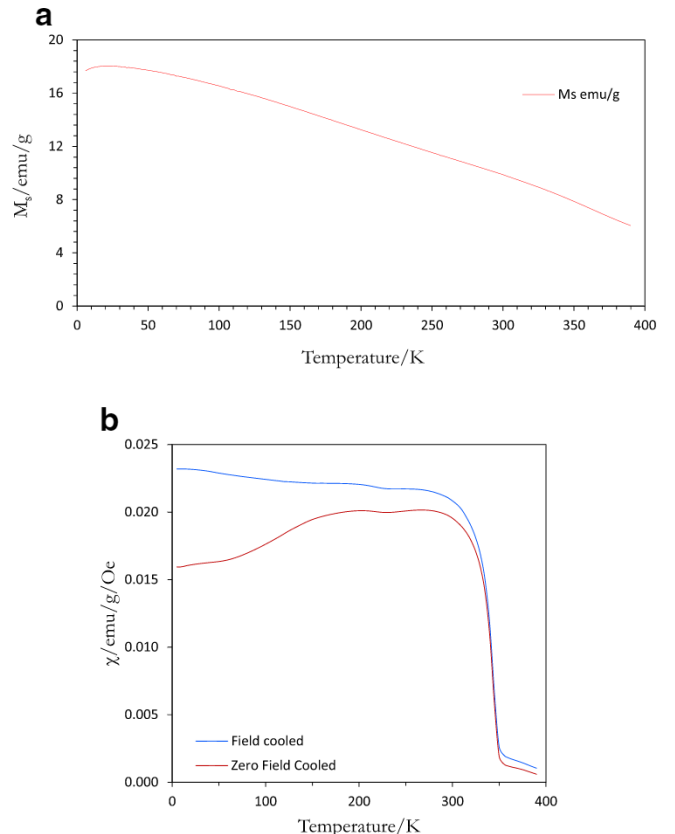 a
20
16
12
8
4
0
Ms/emu/g
Ms emu/g
0 50 100 150 200 250 300 350 400
Temperature/K
b
0.025
0.020
0.015
0.010
0.005
0.000
χ/emu/g/Oe
Field cooled
Zero Field Cooled
0 100 200 300 400
Temperature/K